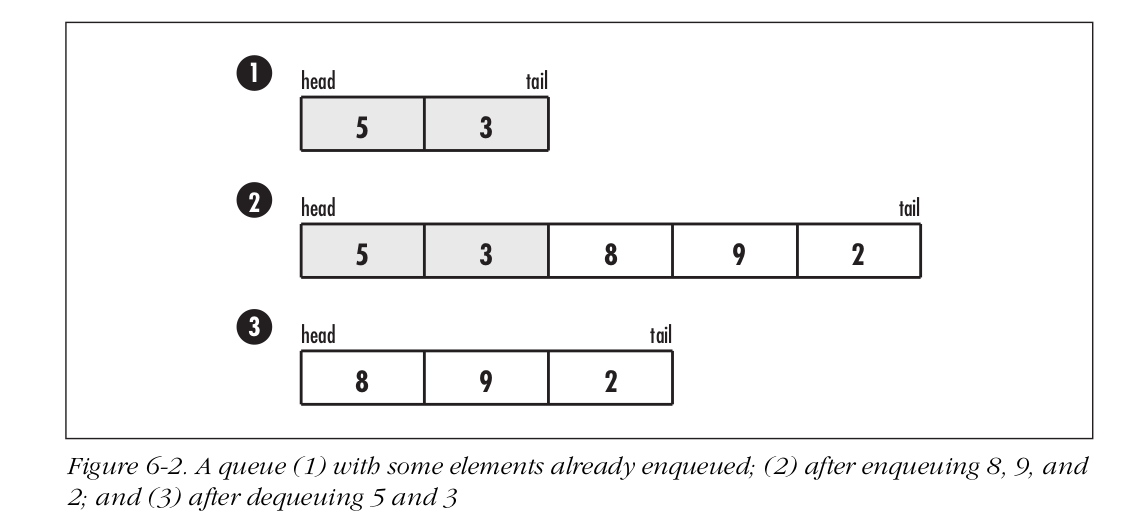 1 head tail
5 3
2 head tail
5 3 8 9 2
3 head tail
8 9 2
Figure 6-2. A queue (1) with some elements already enqueued; (2) after enqueuing 8, 9, and
2; and (3) after dequeuing 5 and 3